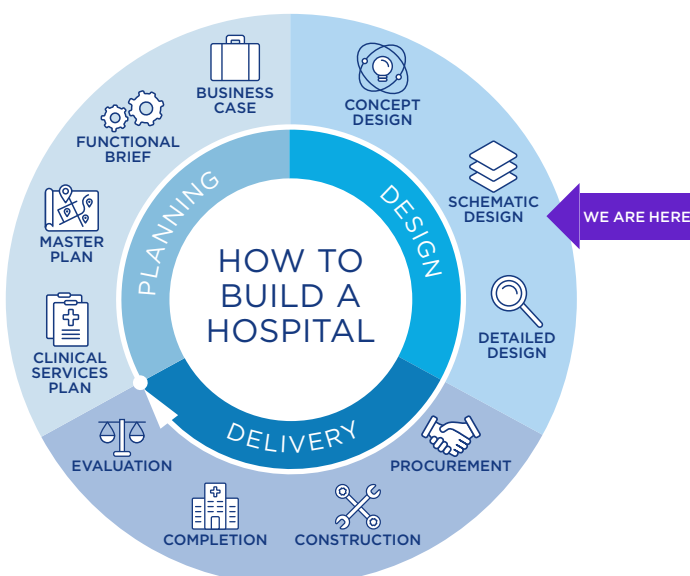 HOW TO
BUILD A
HOSPITAL
PLANNING
CLINICAL
SERVICES
PLAN
MASTER
PLAN
FUNCTIONAL
BRIEF
BUSINESS
CASE
DESIGN
CONCEPT
DESIGN
SCHEMATIC
DESIGN
WE ARE HERE
DETAILED
DESIGN
DELIVERY
PROCUREMENT
CONSTRUCTION
COMPLETION
EVALUATION